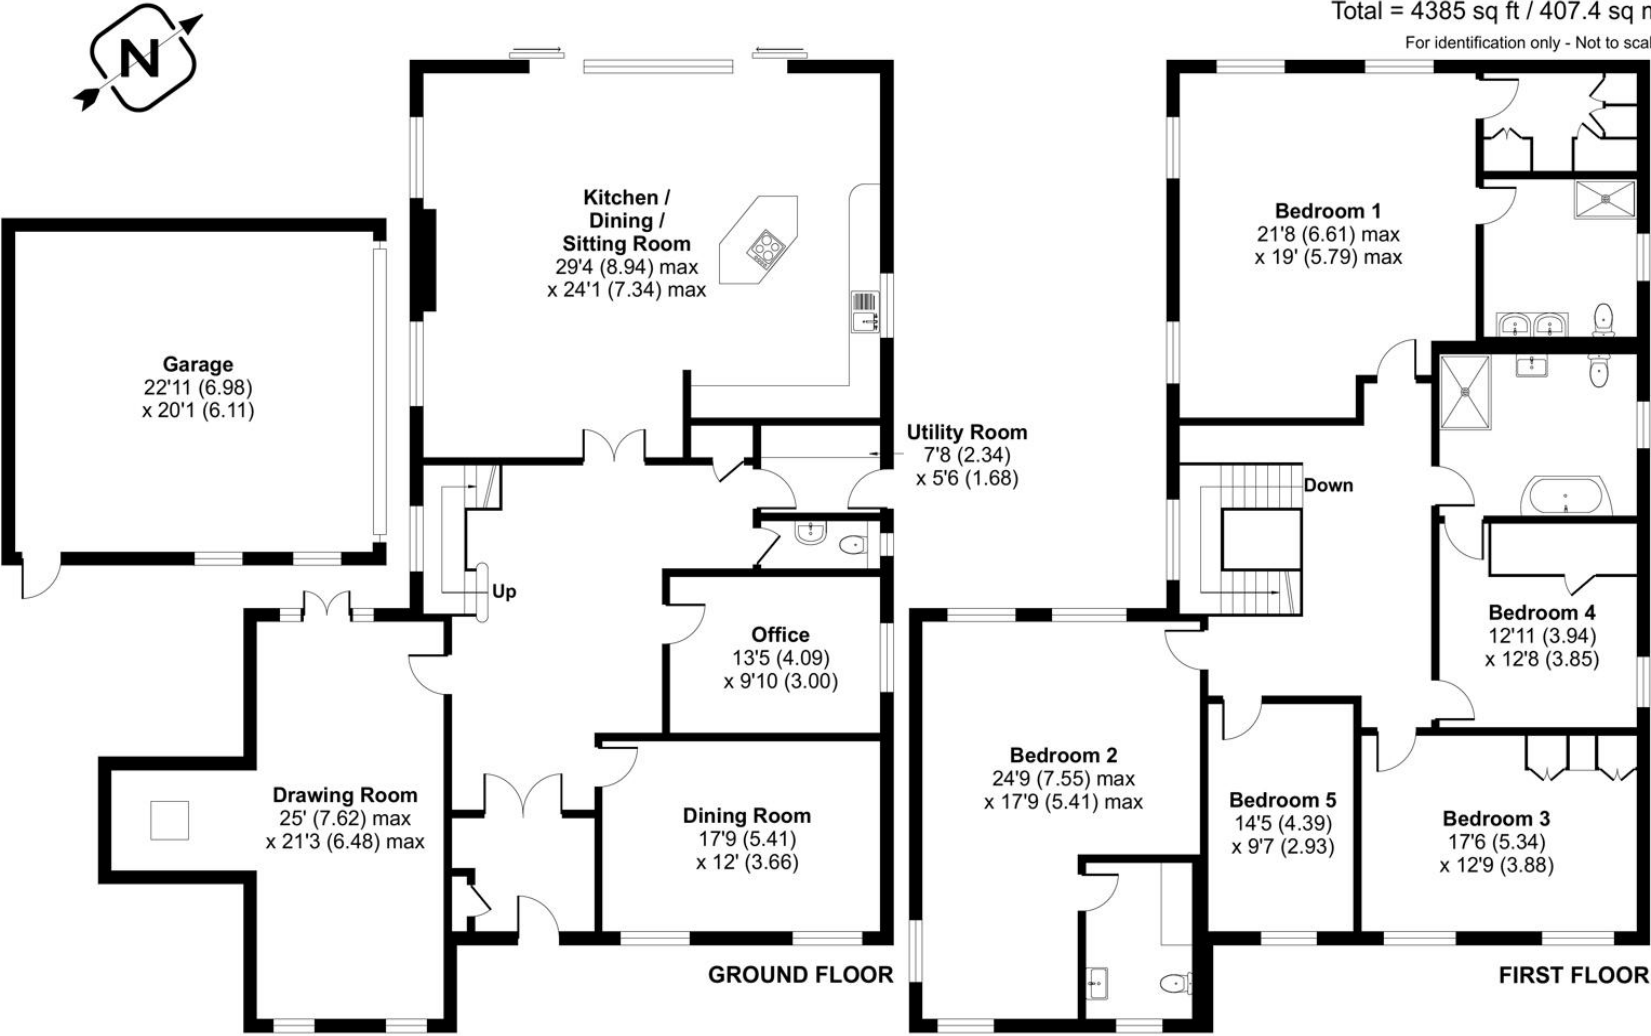 Total = 4385 sq ft / 407.4 sq
For identification only - Not to
N
Kitchen /
Dining /
Sitting Room
29'4 (8.94) max
x 24'1 (7.34) max
Garage
22'11 (6.98)
x 20'1 (6.11)
Utility Room
7'8 (2.34)
x 5'6 (1.68)
Up
Office
13'5 (4.09)
x 9'10 (3.00)
Drawing Room
25' (7.62) max
x 21'3 (6.48) max
Dining Room
17'9 (5.41)
x 12' (3.66)
GROUND FLOOR
Bedroom 1
21'8 (6.61) max
x 19' (5.79) max
Down
Bedroom 4
12'11 (3.94)
x 12'8 (3.85)
Bedroom 2
24'9 (7.55) max
x 17'9 (5.41) max
Bedroom 5
14'5 (4.39)
x 9'7 (2.93)
Bedroom 3
17'6 (5.34)
x 12'9 (3.88)
FIRST FLOOR